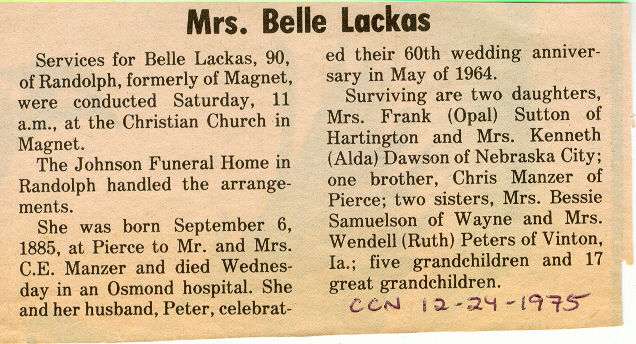 Mrs. Belle Lackas
Services for Belle Lackas, 90,
of Randolph, formerly of Magnet,
were conducted Saturday, 11
a.m., at the Christian Church in
Magnet.
The Johnson Funeral Home in
Randolph handled the arrange-
ments.
She was born September 6,
1885, at Pierce to Mr. and Mrs.
C.E. Manzer and died Wednes-
day in an Osmond hospital. She
and her husband, Peter, celebrat-
ed their 60th wedding anniver-
sary in May of 1964.
Surviving are two daughters,
Mrs. Frank (Opal) Sutton of
Hartington and Mrs. Kenneth
(Alda) Dawson of Nebraska City;
one brother, Chris Manzer of
Pierce; two sisters, Mrs. Bessie
Samuelson of Wayne and Mrs.
Wendell (Ruth) Peters of Vinton,
Ia.; five grandchildren and 17
great grandchildren.
CCN 12-24-1975